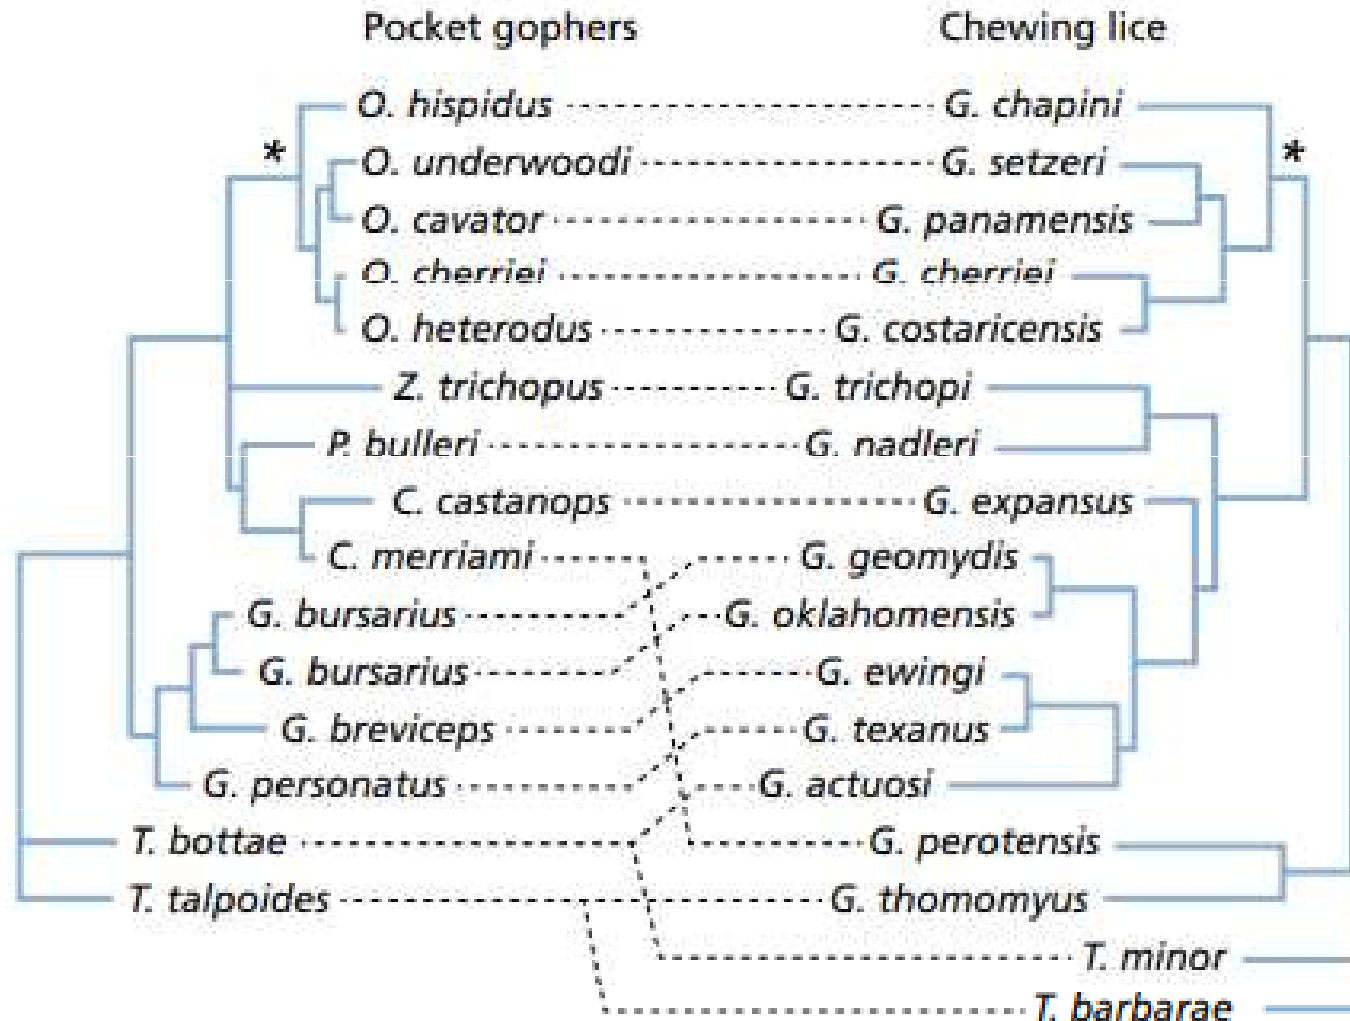 Pocket gophers Chewing lice
* *
O. hispidus G. chapini
O. underwoodi G. setzeri
O. cavator G. panamensis
O. cherriei G. cherriei
O. heterodus G. costaricensis
Z. trichopus G. trichopi
P. bulleri G. nadleri
C. castanops G. expansus
C. merriami G. geomydis
G. bursarius G. oklahomensis
G. bursarius G. ewingi
G. breviceps G. texanus
G. personatus G. actuosi
T. bottae G. perotensis
T. talpoides G. thomomyus
T. minor
T. barbarae